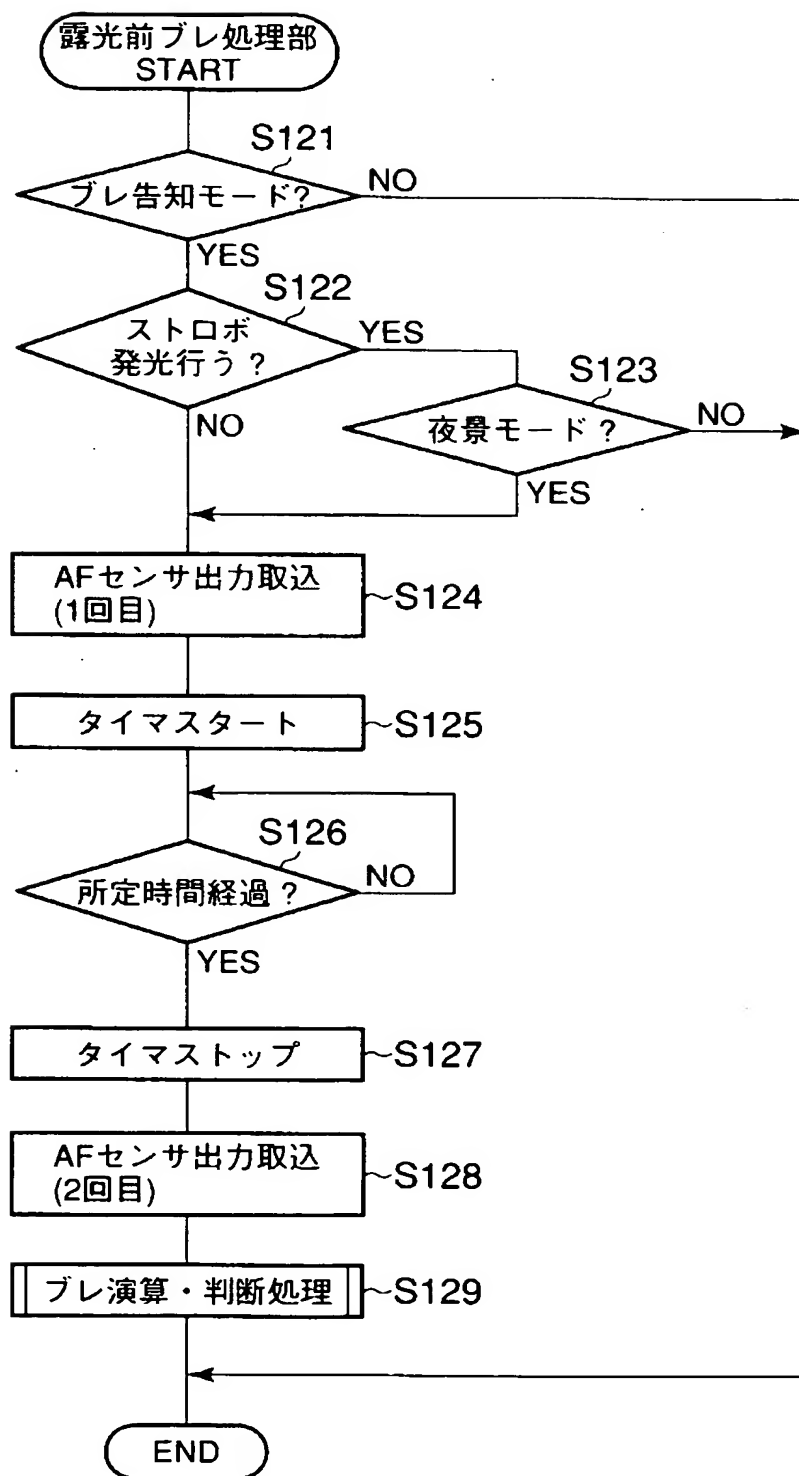 露光前ブレ処理部
START
S121
ブレ告知モード?
NO
YES
S122
ストロボ
発光行う?
YES
NO
S123
夜景モード?
NO
YES
AFセンサ出力取込
(1回目)
S124
タイマスタート
S125
S126
所定時間経過?
NO
YES
タイマストップ
S127
AFセンサ出力取込
(2回目)
S128
ブレ演算・判断処理
S129
END